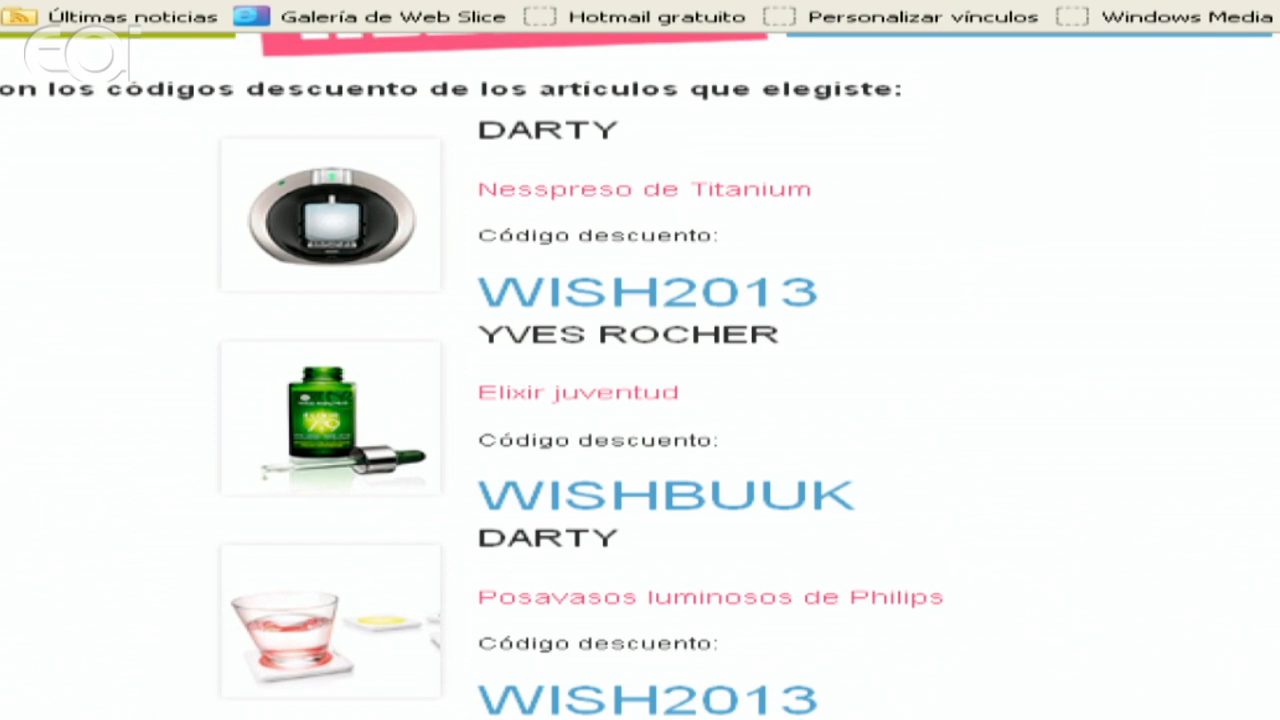 Últimas noticias Galería de Web Slice Hotmail gratuito Personalizar vínculos Windows Media
eoi
on los códigos descuento de los artículos que elegiste:
DARTY
Nesspreso de Titanium
Código descuento:
WISH2013
YVES ROCHER
Elixir juventud
Código descuento:
WISHBUUK
DARTY
Posavasos luminosos de Philips
Código descuento:
WISH2013